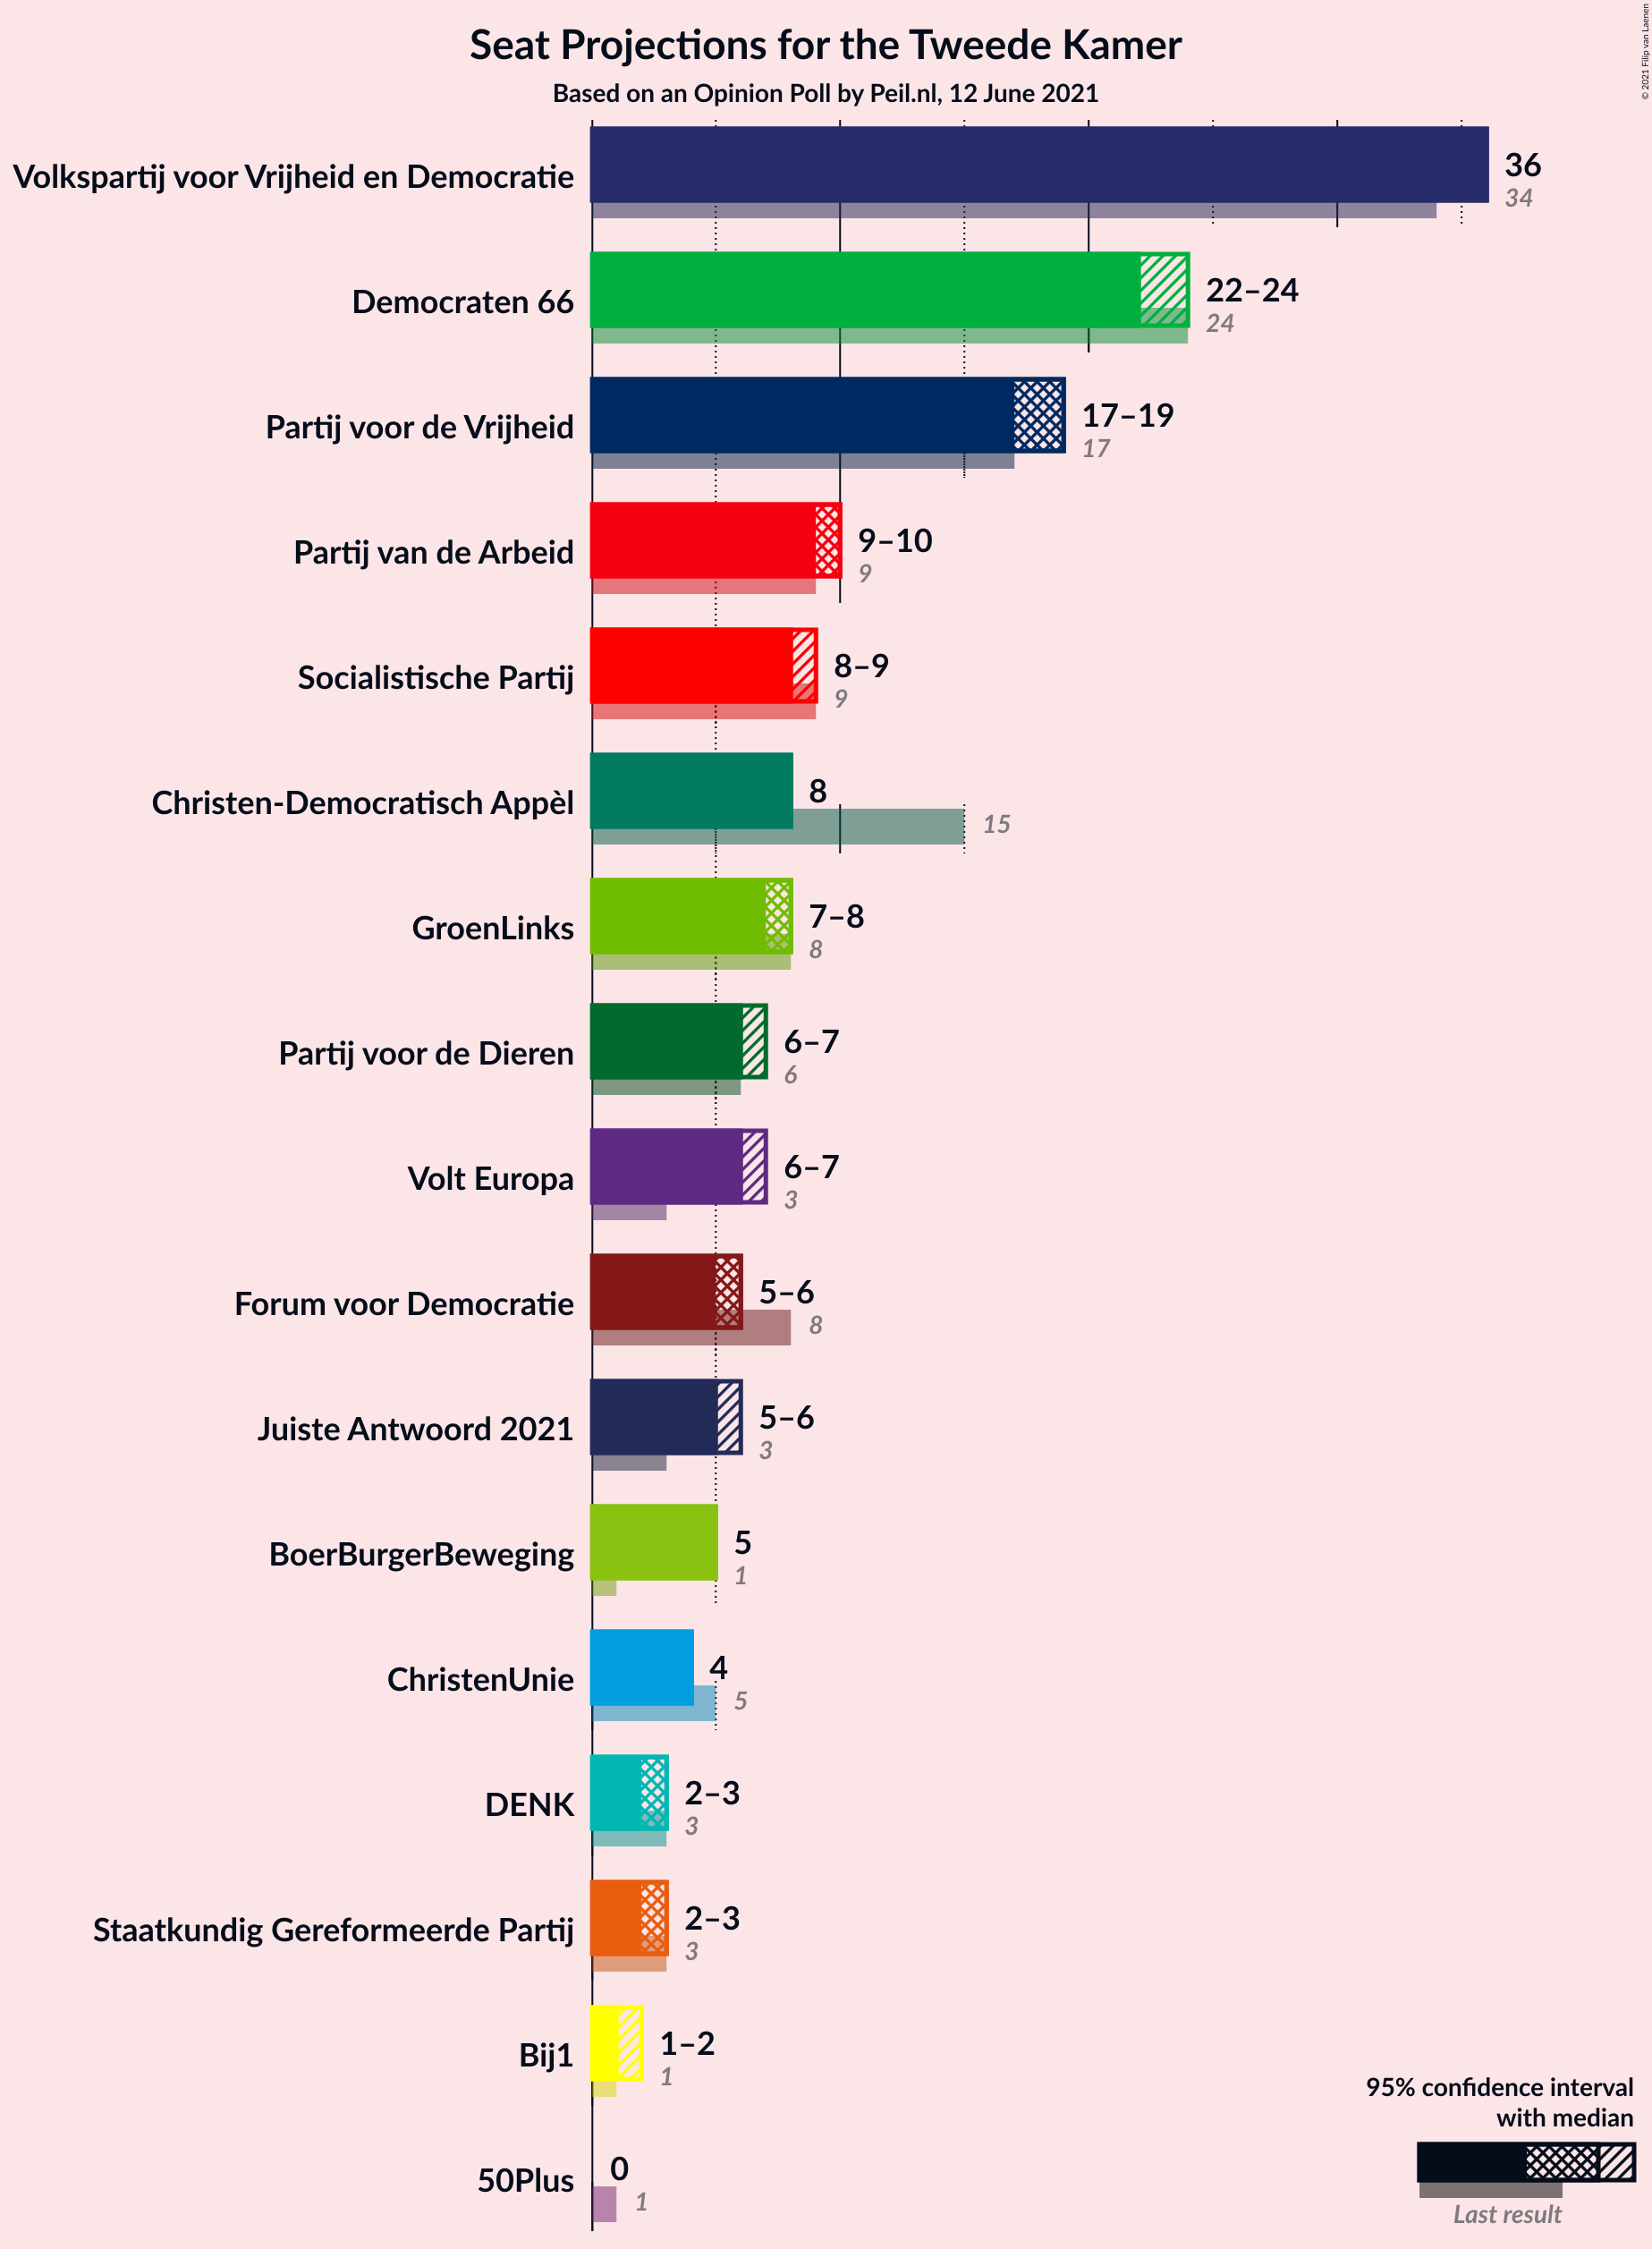 Seat Projections for the Tweede Kamer
Based on an Opinion Poll by Peil.nl, 12 June 2021
© 2021 Filip van Laenen
Volkspartij voor Vrijheid en Democratie
36
34
Democraten 66
22–24
24
Partij voor de Vrijheid
17–19
17
Partij van de Arbeid
9–10
9
Socialistische Partij
8–9
9
Christen-Democratisch Appèl
8
15
GroenLinks
7–8
8
Partij voor de Dieren
6–7
6
Volt Europa
6–7
3
Forum voor Democratie
5–6
8
Juiste Antwoord 2021
5–6
3
BoerBurgerBeweging
5
1
ChristenUnie
4
5
DENK
2–3
3
Staatkundig Gereformeerde Partij
2–3
3
Bij1
1–2
1
50Plus
0
1
95% confidence interval
with median
Last result